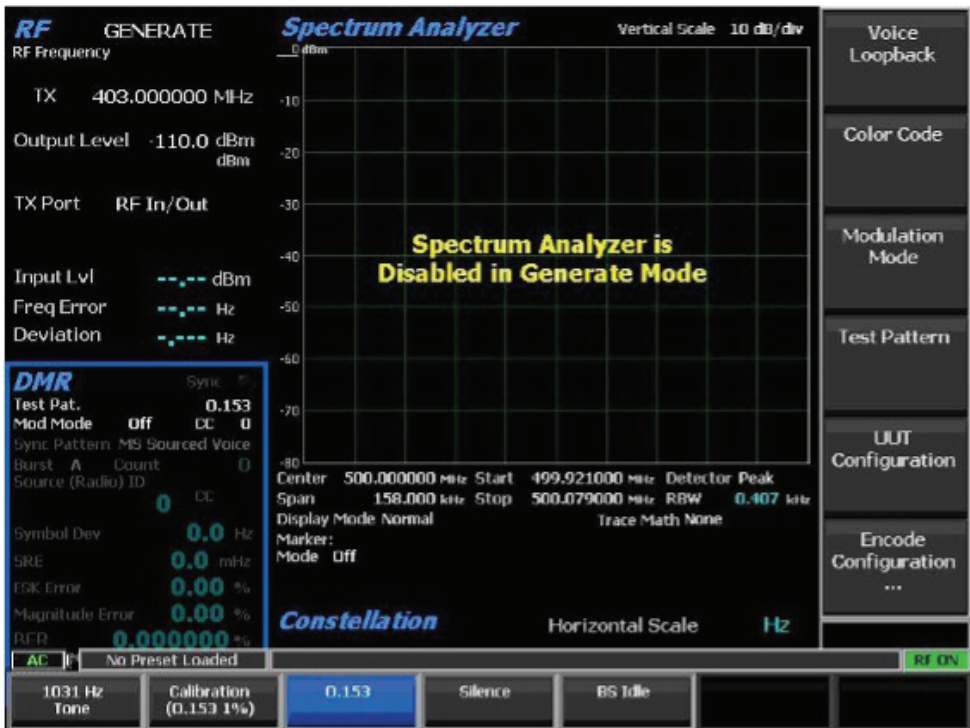 RF GENERATE
RF Frequency
TX 403.000000 MHz
Output Level -110.0 dBm
dBm
TX Port RF In/Out
Input Lvl --.-- dBm
Freq Error --.-- Hz
Deviation -.--- Hz
DMR Sync
Test Pat. 0.153
Mod Mode Off CC 0
Sync Pattern MS Sourced Voice
Burst A Count 0
Source (Radio) ID
0 CC
Symbol Dev 0.0 Hz
SRE 0.0 mHz
FSK Error 0.00 %
Magnitude Error 0.00 %
BER 0.000000 %
Spectrum Analyzer Vertical Scale 10 dB/div
0 dBm
-10
-20
-30
-40
-50
-60
-70
-80
Spectrum Analyzer is
Disabled in Generate Mode
Center 500.000000 MHz Start 499.921000 MHz Detector Peak
Span 158.000 kHz Stop 500.079000 MHz RBW 0.407 kHz
Display Mode Normal Trace Math None
Marker:
Mode Off
Constellation Horizontal Scale Hz
Voice
Loopback
Color Code
Modulation
Mode
Test Pattern
UUT
Configuration
Encode
Configuration
...
AC No Preset Loaded RF ON
1031 Hz
Tone
Calibration
(0.153 1%)
0.153
Silence
BS Idle